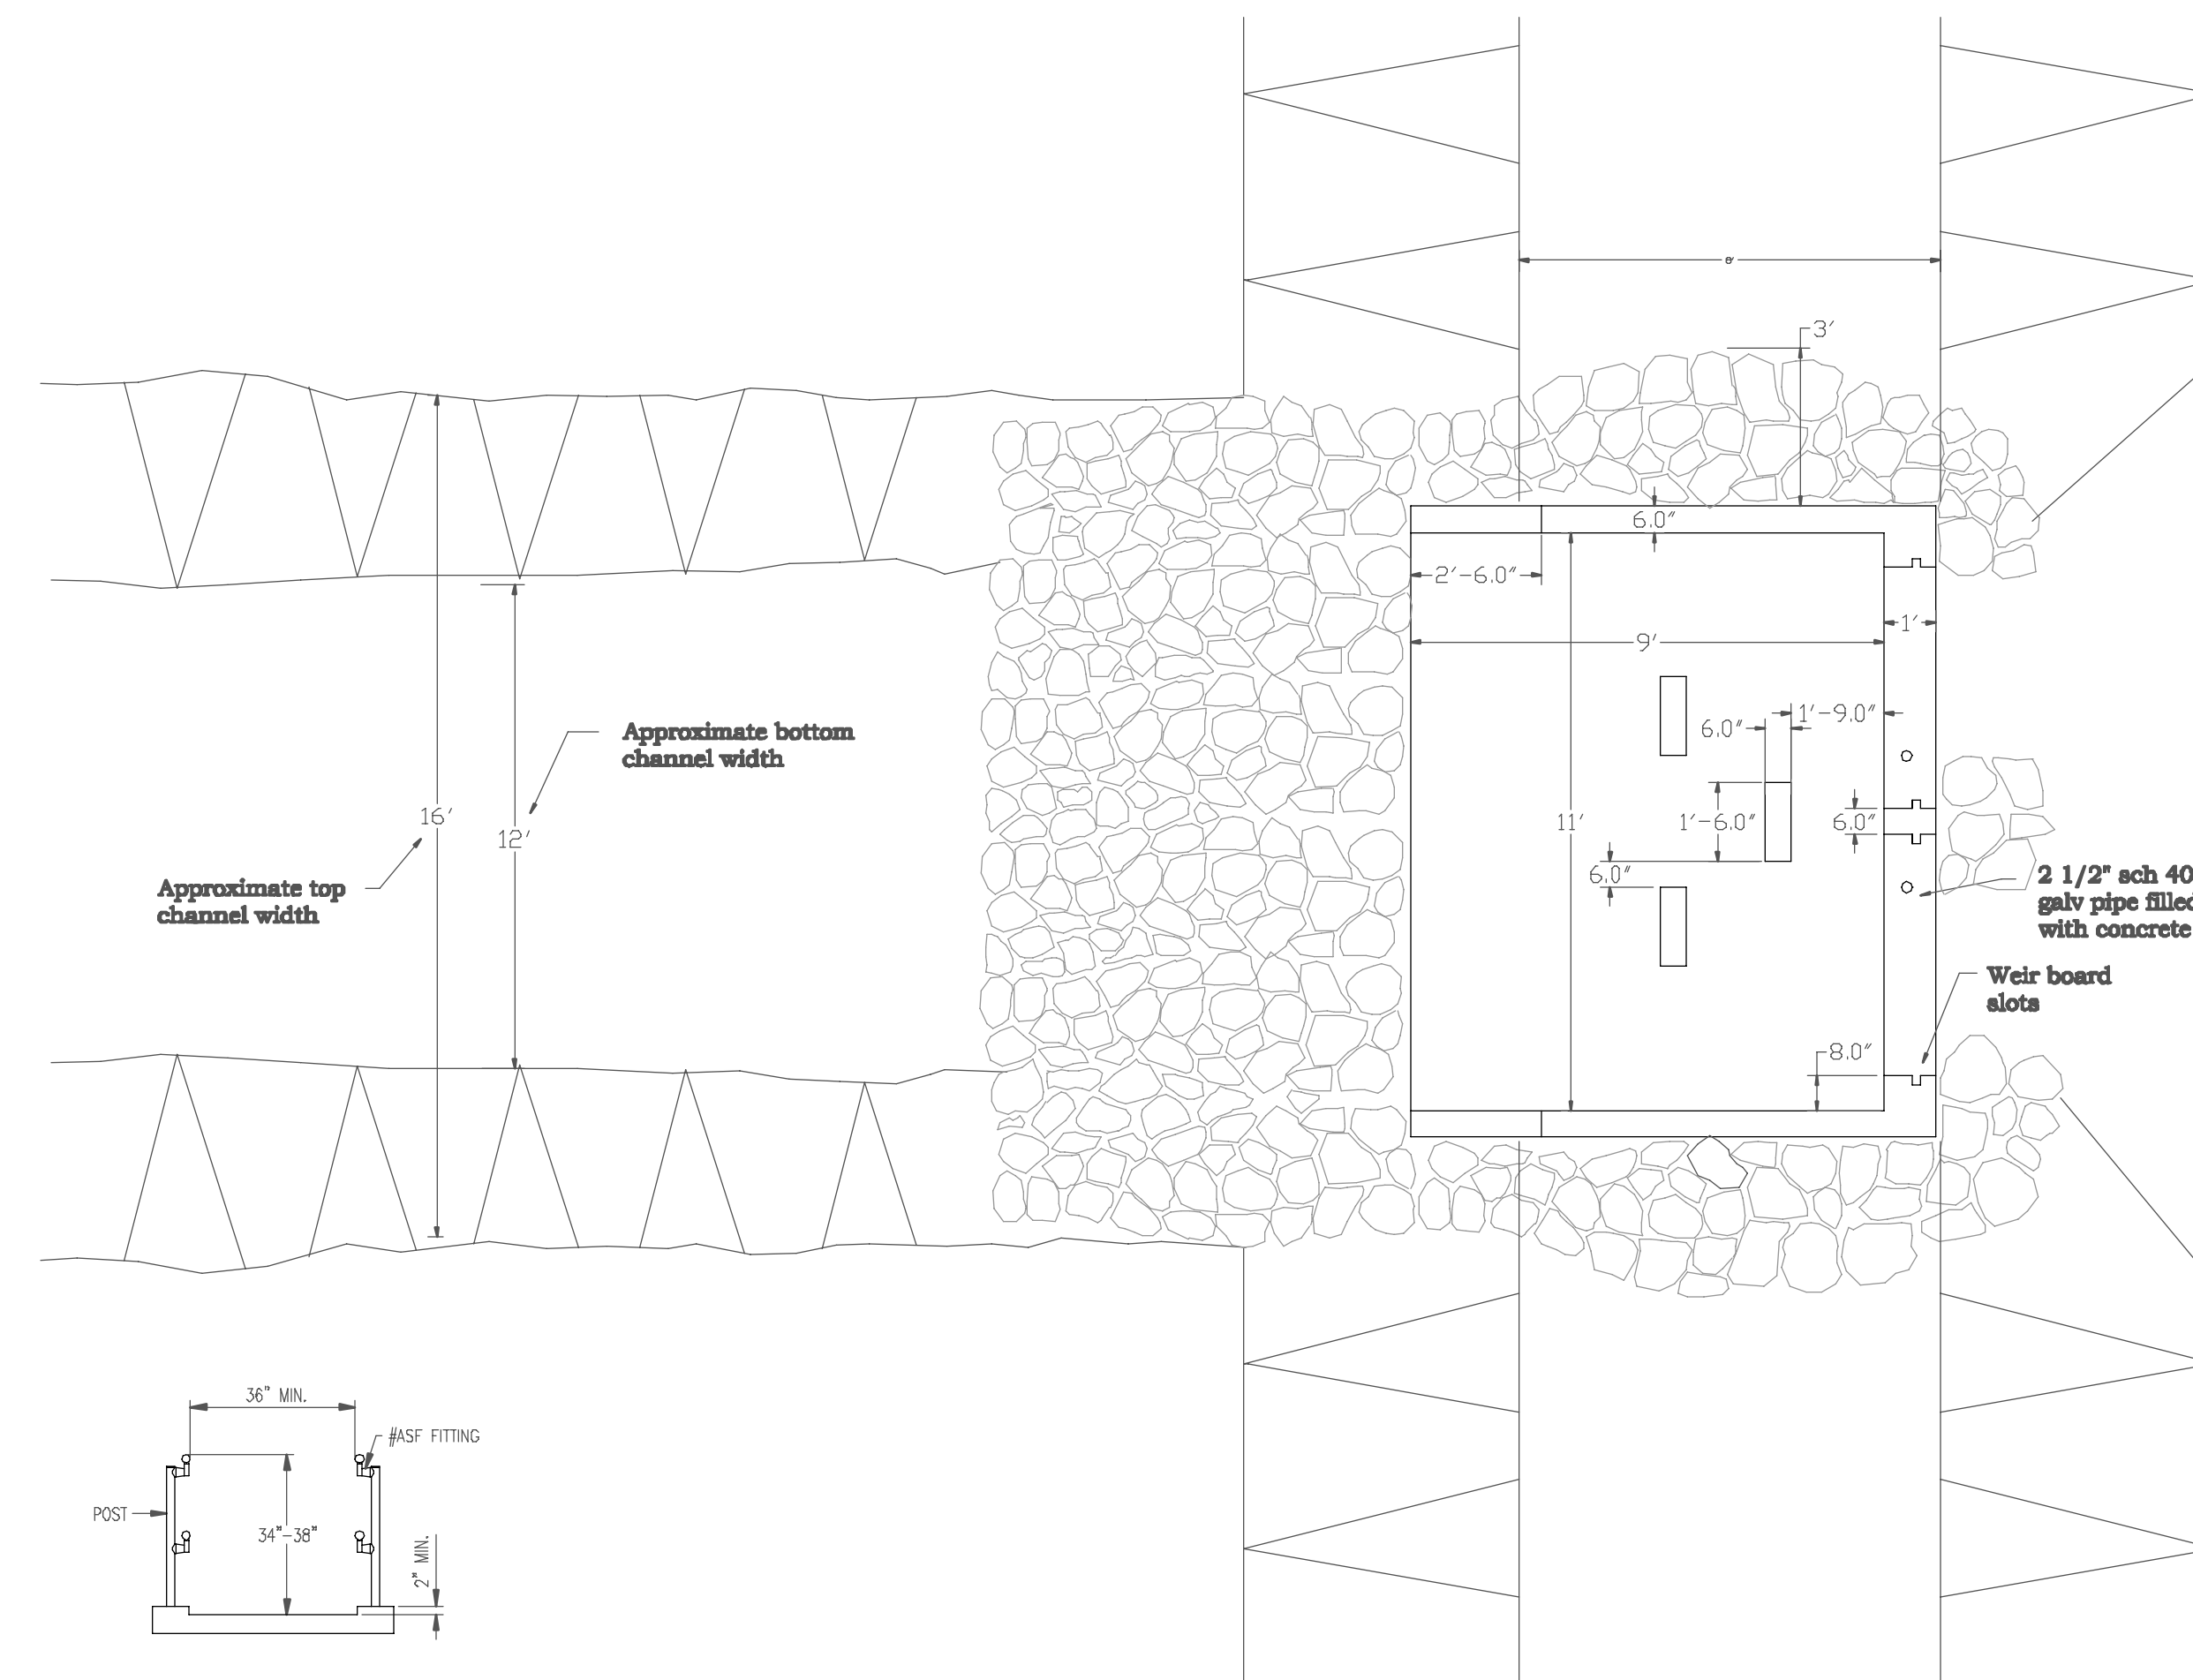 3'
6.0"
2'-6.0"
1'
9'
Approximate bottom
channel width
6.0"
1'-9.0"
16'
12'
11'
1'-6.0"
6.0"
6.0"
Approximate top
channel width
2 1/2" sch 40
galv pipe filled
with concrete
Weir board
slots
8.0"
36" MIN.
#ASF FITTING
POST
34"-38"
2" MIN.